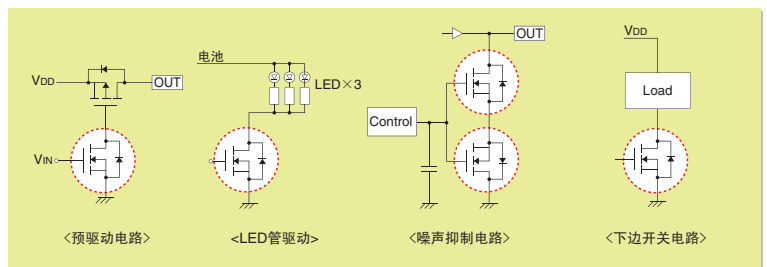 VDD
OUT
VIN
<预驱动电路>
电池
LED×3
<LED管驱动>
OUT
Control
<噪声抑制电路>
VDD
Load
<下边开关电路>